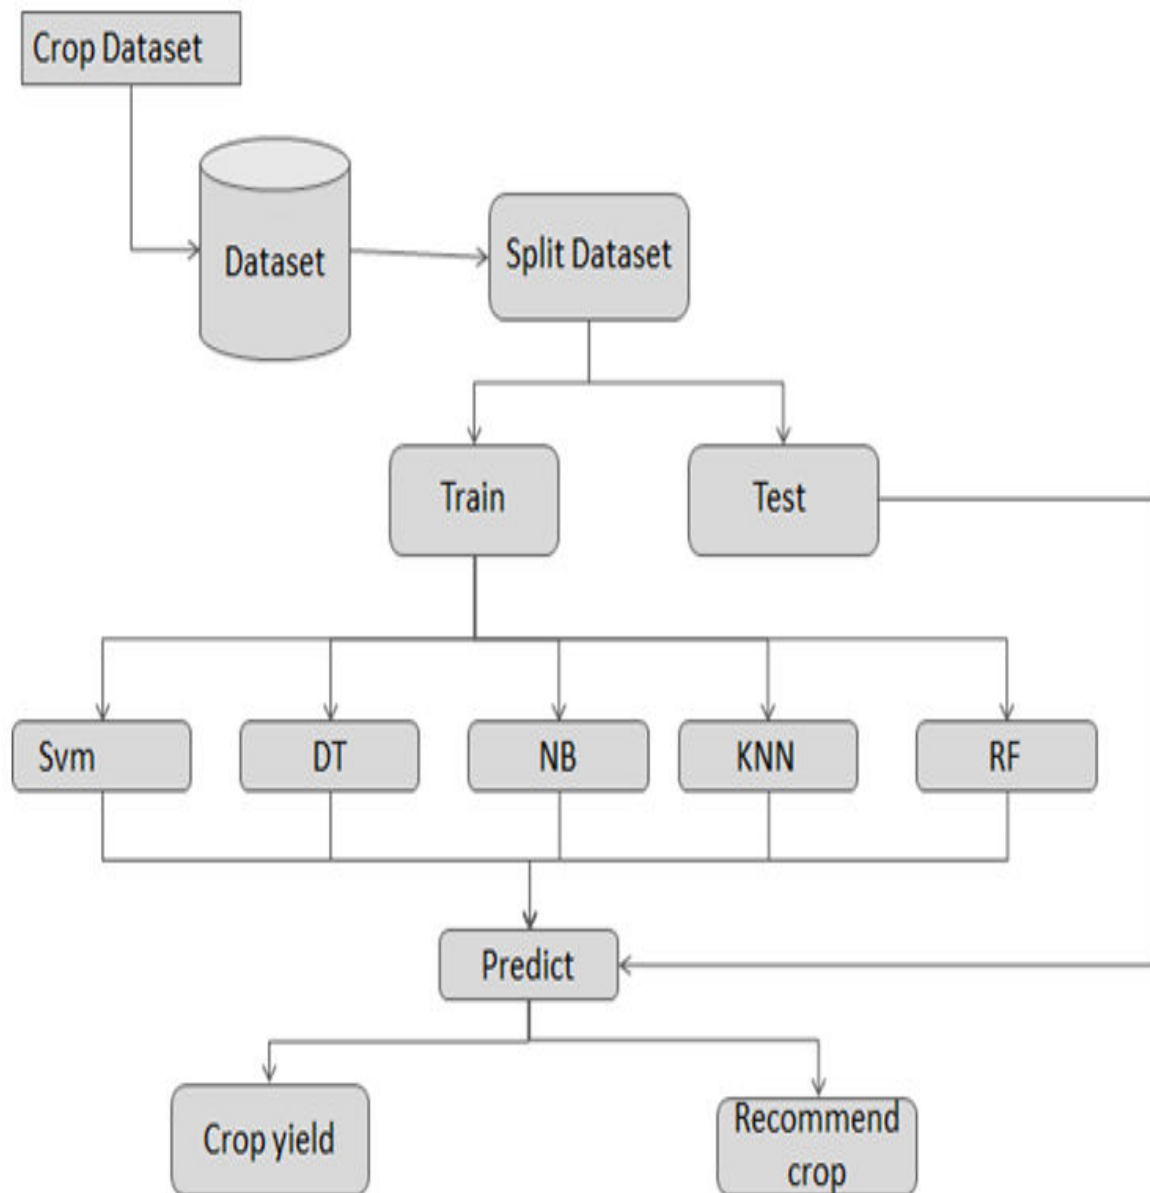 Crop Dataset
Dataset
Split Dataset
Train
Test
Svm
DT
NB
KNN
RF
Predict
Crop yield
Recommend
crop